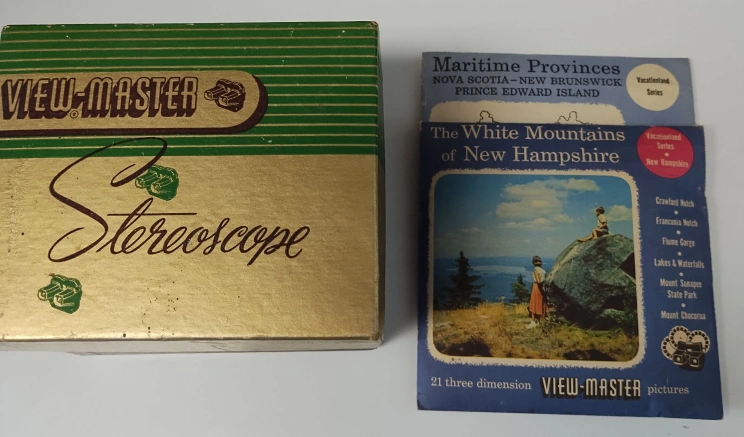 VIEW-MASTER
Stereoscope
Maritime Provinces
NOVA SCOTIA-NEW BRUNSWICK
PRINCE EDWARD ISLAND
Vacationland
Series
The White Mountains
of New Hampshire
Vacationland
Series
•
New Hampshire
Crawford Notch
•
Franconia Notch
•
Flume Gorge
•
Lakes & Waterfalls
•
Mount Sunapee
State Park
•
Mount Chocorua
21 three dimension VIEW-MASTER pictures